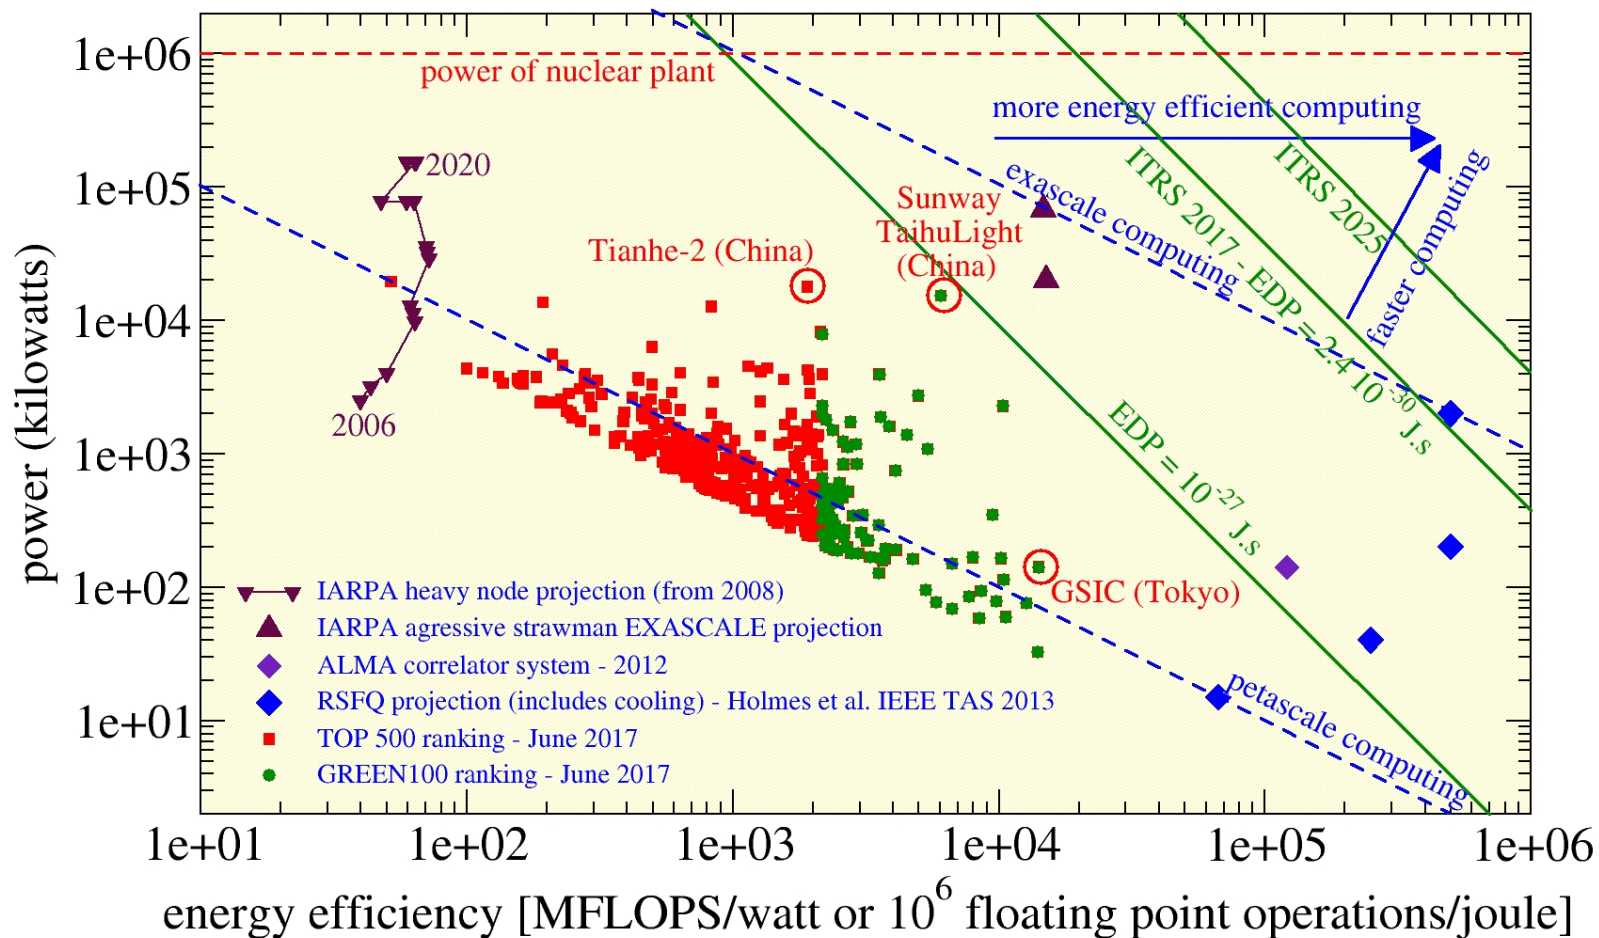 1e+06
power of nuclear plant
more energy efficient computing
2020
1e+05
exascale computing
ITRS 2017 - EDP = 2.4 10-30 J.s
ITRS 2025
faster computing
Sunway
TaihuLight
(China)
Tianhe-2 (China)
1e+04
2006
1e+03
EDP = 10-27 J.s
1e+02
GSIC (Tokyo)
IARPA heavy node projection (from 2008)
IARPA agressive strawman EXASCALE projection
ALMA correlator system - 2012
RSFQ projection (includes cooling) - Holmes et al. IEEE TAS 2013
TOP 500 ranking - June 2017
GREEN100 ranking - June 2017
petascale computing
1e+01
power (kilowatts)
1e+01 1e+02 1e+03 1e+04 1e+05 1e+06
energy efficiency [MFLOPS/watt or 10^6 floating point operations/joule]